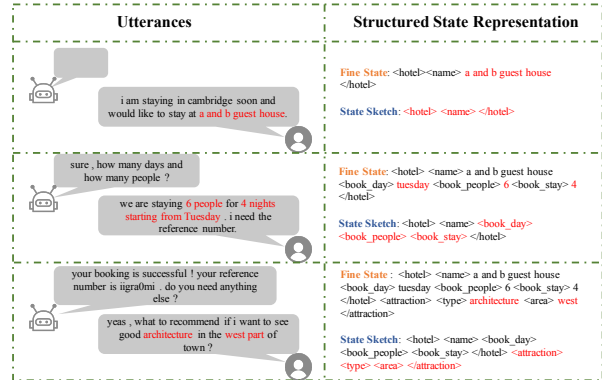 Utterances
Structured State Representation
i am staying in cambridge soon and
would like to stay at a and b guest house.
Fine State: <hotel><name> a and b guest house
</hotel>
State Sketch: <hotel> <name> </hotel>
sure , how many days and
how many people ?
we are staying 6 people for 4 nights
starting from Tuesday . i need the
reference number.
Fine State: <hotel> <name> a and b guest house
<book_day> tuesday <book_people> 6 <book_stay> 4
</hotel>
State Sketch: <hotel> <name> <book_day>
<book_people> <book_stay> </hotel>
your booking is successful ! your reference
number is iigra0mi . do you need anything
else ?
yeas , what to recommend if i want to see
good architecture in the west part of
town ?
Fine State : <hotel> <name> a and b guest house
<book_day> tuesday <book_people> 6 <book_stay> 4
</hotel> <attraction> <type> architecture <area> west
</attraction>
State Sketch: <hotel> <name> <book_day>
<book_people> <book_stay> </hotel> <attraction>
<type> <area> </attraction>